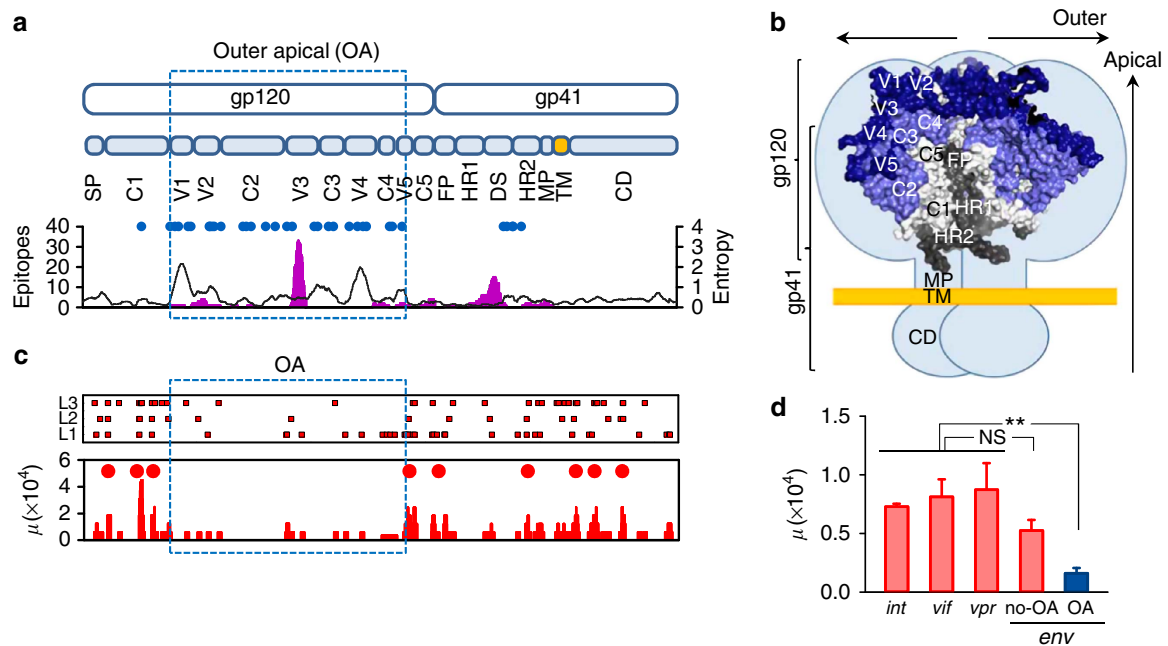 a
Outer apical (OA)
gp120
gp41
SP
C1
V1
V2
C2
V3
C3
V4
C4
V5
C5
FP
HR1
DS
HR2
MP
TM
CD
Epitopes
40
30
20
10
0
4
3
2
1
0
Entropy
b
Outer
Apical
gp120
gp41
V1
V2
V3
C4
V4
C3
C5
FP
V5
C2
C1
HR1
HR2
MP
TM
CD
c
OA
L3
L2
L1
μ(×10⁴)
6
4
2
0
d
**
NS
μ(×10⁴)
1.5
1.0
0.5
0.0
int
vif
vpr
no-OA
OA
env